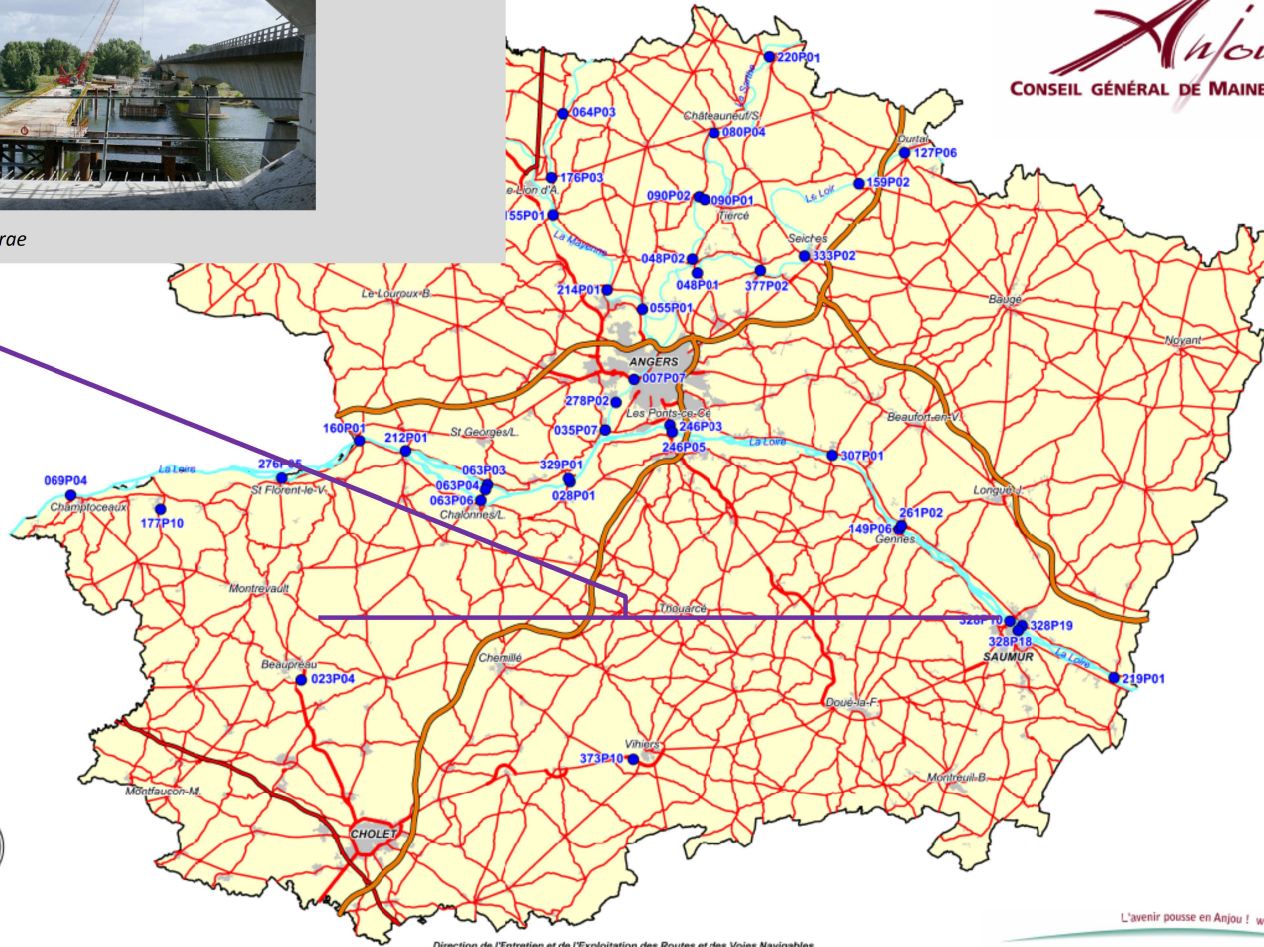 Anjou
CONSEIL GÉNÉRAL DE MAINE
220P01
La Sarthe
064P03
Châteauneuf/S.
080P04
Durtal
127P06
176P03
e Lion d'A.
159P02
090P02
090P01
Le Loir
155P01
Tiercé
rae
La Mayenne
Seiches
048P02
333P02
048P01
377P02
214P01
Le Louroux B.
055P01
Baugé
Noyant
ANGERS
007P07
278P02
Les Ponts-ce-Ce
Beaufort-en-V.
160P01
212P01
St Georges/L.
035P07
246P03
246P05
La Loire
307P01
La Loire
276P05
063P03
329P01
069P04
063P04
St Florent-le-V.
028P01
Longué-J.
Champtoceaux
063P06
177P10
Chalonnes/L.
261P02
149P06
Gennes
Montrevault
Thouarcé
328P10
328P19
328P18
Chemillé
SAUMUR
La Loire
Beaupréau
023P04
219P01
Doué-la-F.
Vihiers
373P10
Montreuil-B.
Montfaucon-M.
CHOLET
L'avenir pousse en Anjou ! w
Direction de l'Entretien et de l'Exploitation des Routes et des Voies Navigables